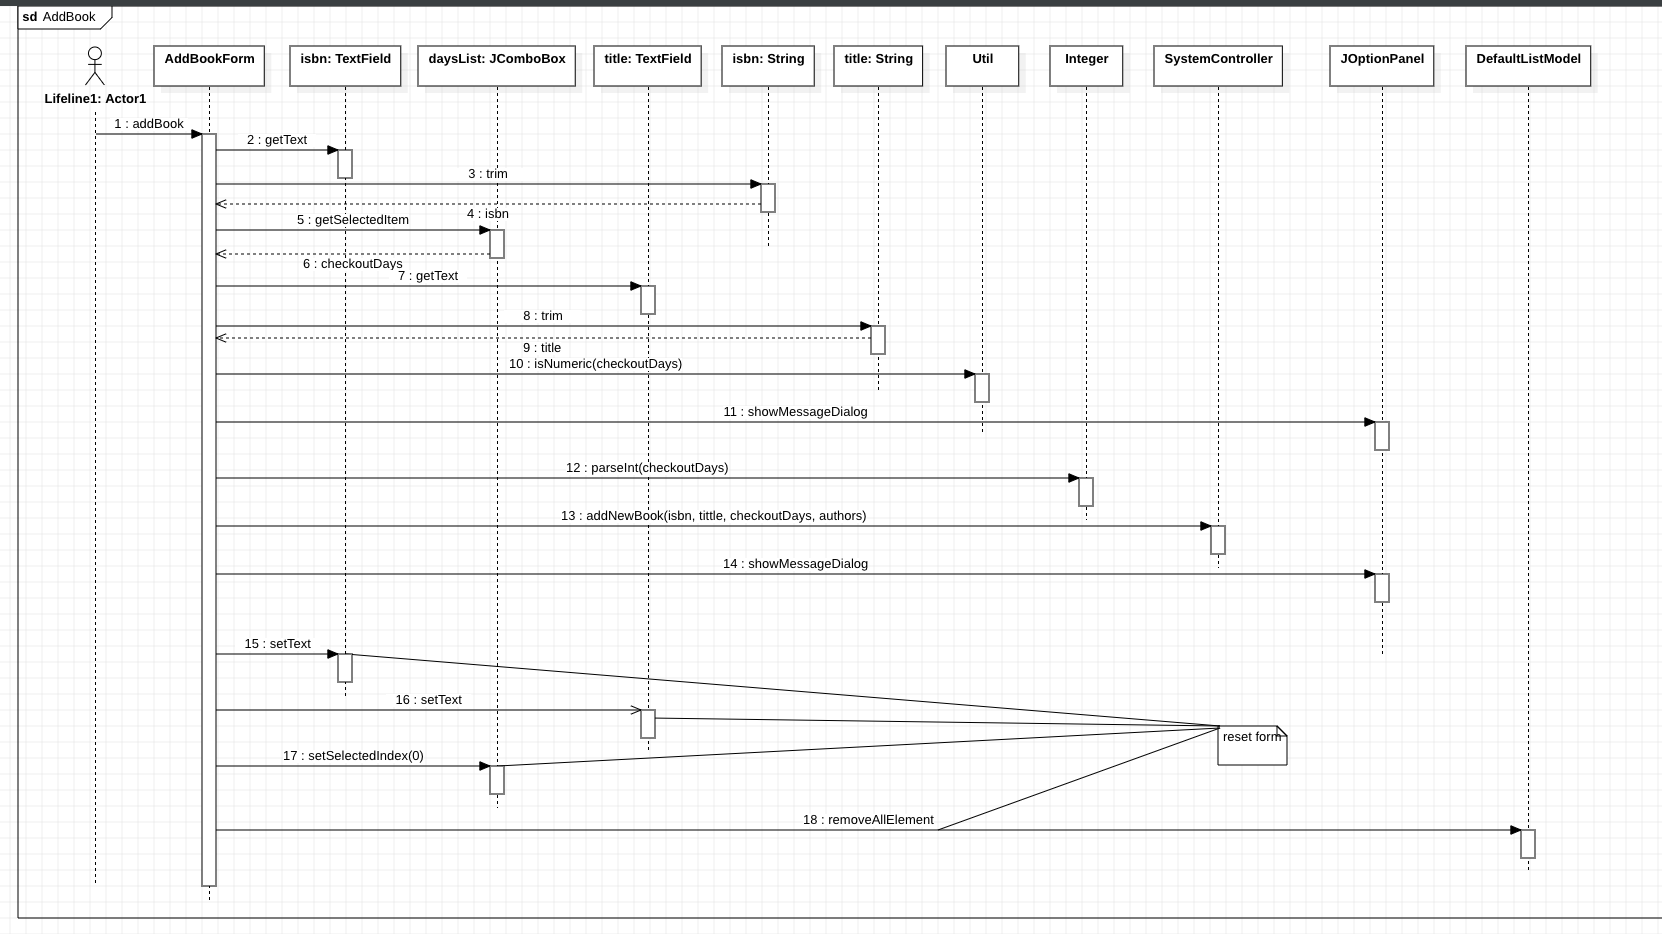 sd AddBook
AddBookForm
isbn: TextField
daysList: JComboBox
title: TextField
isbn: String
title: String
Util
Integer
SystemController
JOptionPanel
DefaultListModel
Lifeline1: Actor1
1 : addBook
2 : getText
3 : trim
4 : isbn
5 : getSelectedItem
6 : checkoutDays
7 : getText
8 : trim
9 : title
10 : isNumeric(checkoutDays)
11 : showMessageDialog
12 : parseInt(checkoutDays)
13 : addNewBook(isbn, tittle, checkoutDays, authors)
14 : showMessageDialog
15 : setText
16 : setText
reset form
17 : setSelectedIndex(0)
18 : removeAllElement